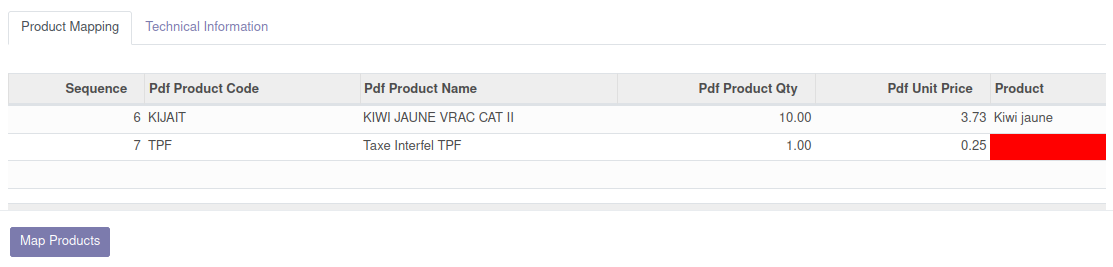 Product Mapping Technical Information
Sequence Pdf Product Code Pdf Product Name Pdf Product Qty Pdf Unit Price Product
6 KIJAIT KIWI JAUNE VRAC CAT II 10.00 3.73 Kiwi jaune
7 TPF Taxe Interfel TPF 1.00 0.25
Map Products